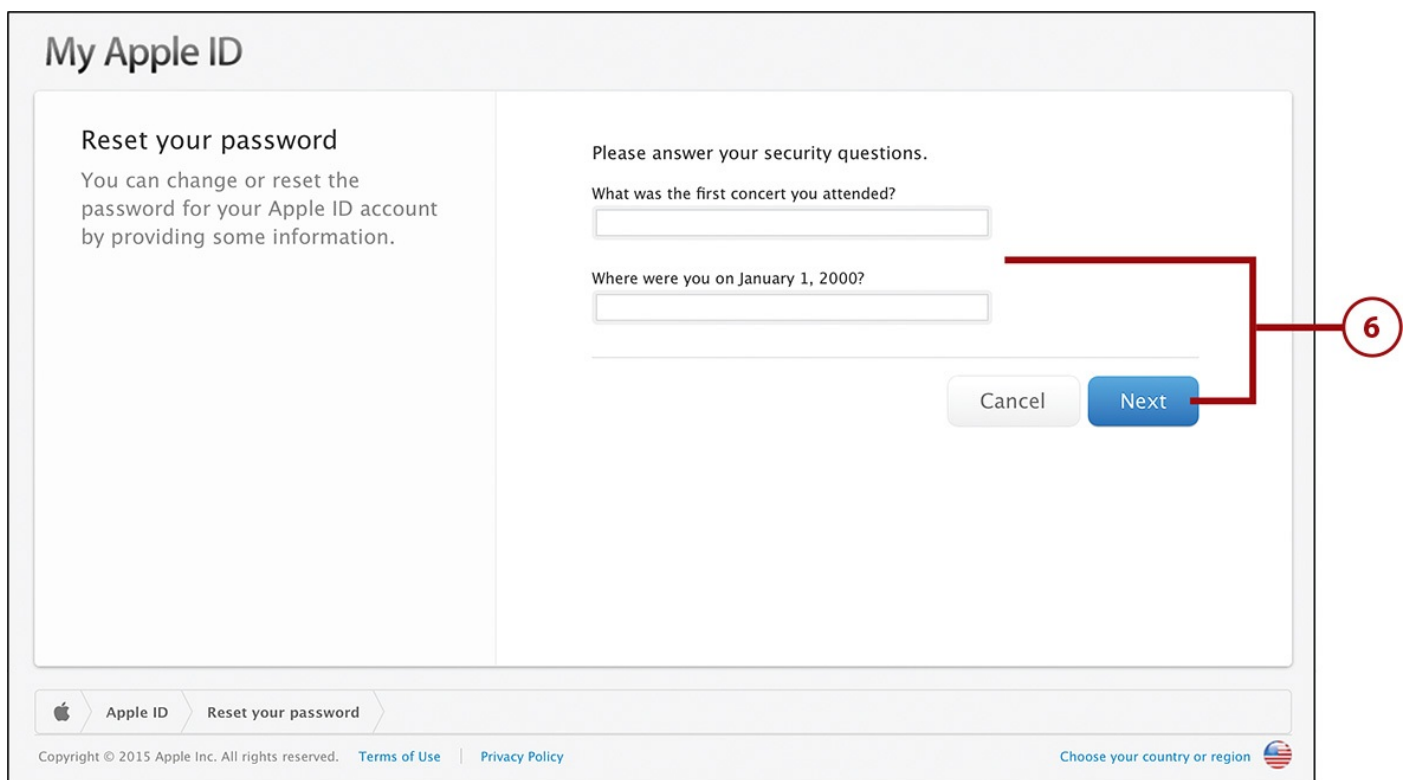 My Apple ID
Reset your password
You can change or reset the
password for your Apple ID account
by providing some information.
Please answer your security questions.
What was the first concert you attended?
Where were you on January 1, 2000?
6
Cancel
Next
Apple ID
Reset your password
Copyright © 2015 Apple Inc. All rights reserved. Terms of Use | Privacy Policy
Choose your country or region